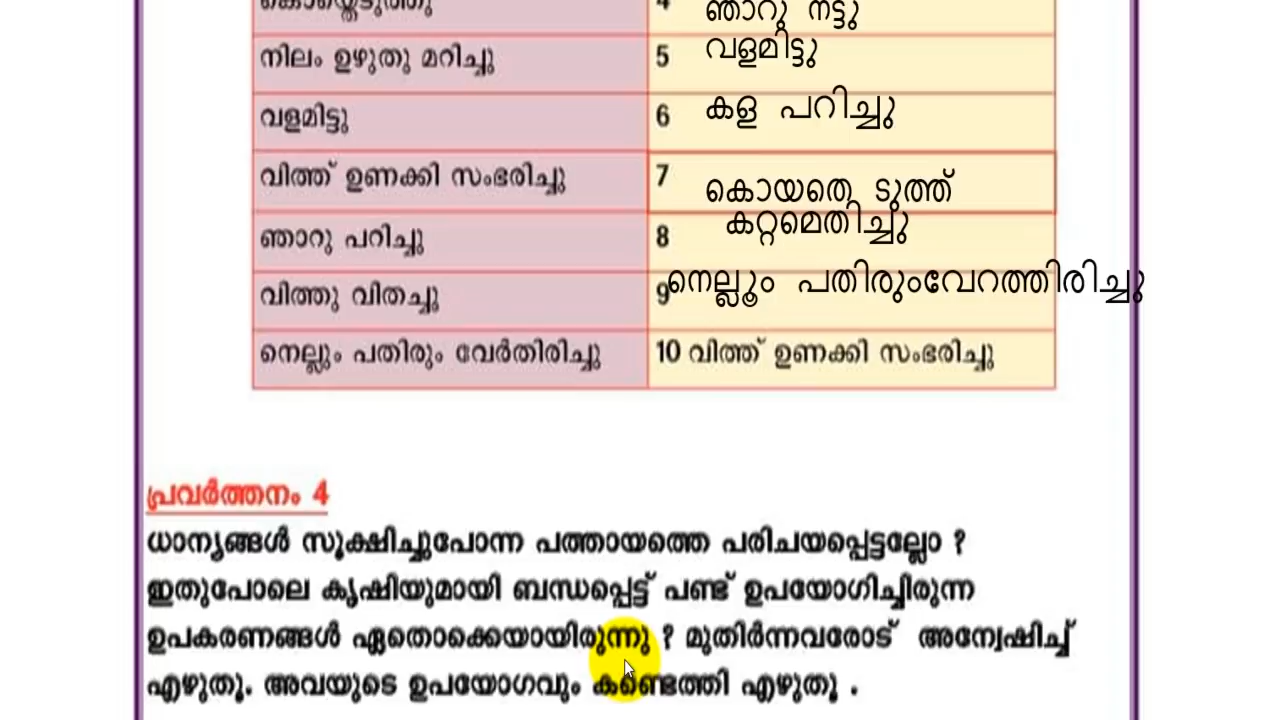 കൊയ്തെടുത്തു
4 ഞാറു നട്ടു
നിലം ഉഴുതു മറിച്ചു
5 വളമിട്ടു
വളമിട്ടു
6 കള പറിച്ചു
വിത്ത് ഉണക്കി സംഭരിച്ചു
7 കൊയതെ ടുത്ത്
ഞാറു പറിച്ചു
8 കറ്റമെതിച്ചു
വിത്തു വിതച്ചു
9 നെല്ലൂം പതിരുംവേറത്തിരിച്ചു
നെല്ലും പതിരും വേർതിരിച്ചു
10 വിത്ത് ഉണക്കി സംഭരിച്ചു
പ്രവർത്തനം 4
ധാന്യങ്ങൾ സൂക്ഷിച്ചുപോന്ന പത്തായത്തെ പരിചയപ്പെട്ടല്ലോ ?
ഇതുപോലെ കൃഷിയുമായി ബന്ധപ്പെട്ട് പണ്ട് ഉപയോഗിച്ചിരുന്ന
ഉപകരണങ്ങൾ ഏതൊക്കെയായിരുന്നു ? മുതിർന്നവരോട് അന്വേഷിച്ച്
എഴുതൂ. അവയുടെ ഉപയോഗവും കണ്ടെത്തി എഴുതൂ .